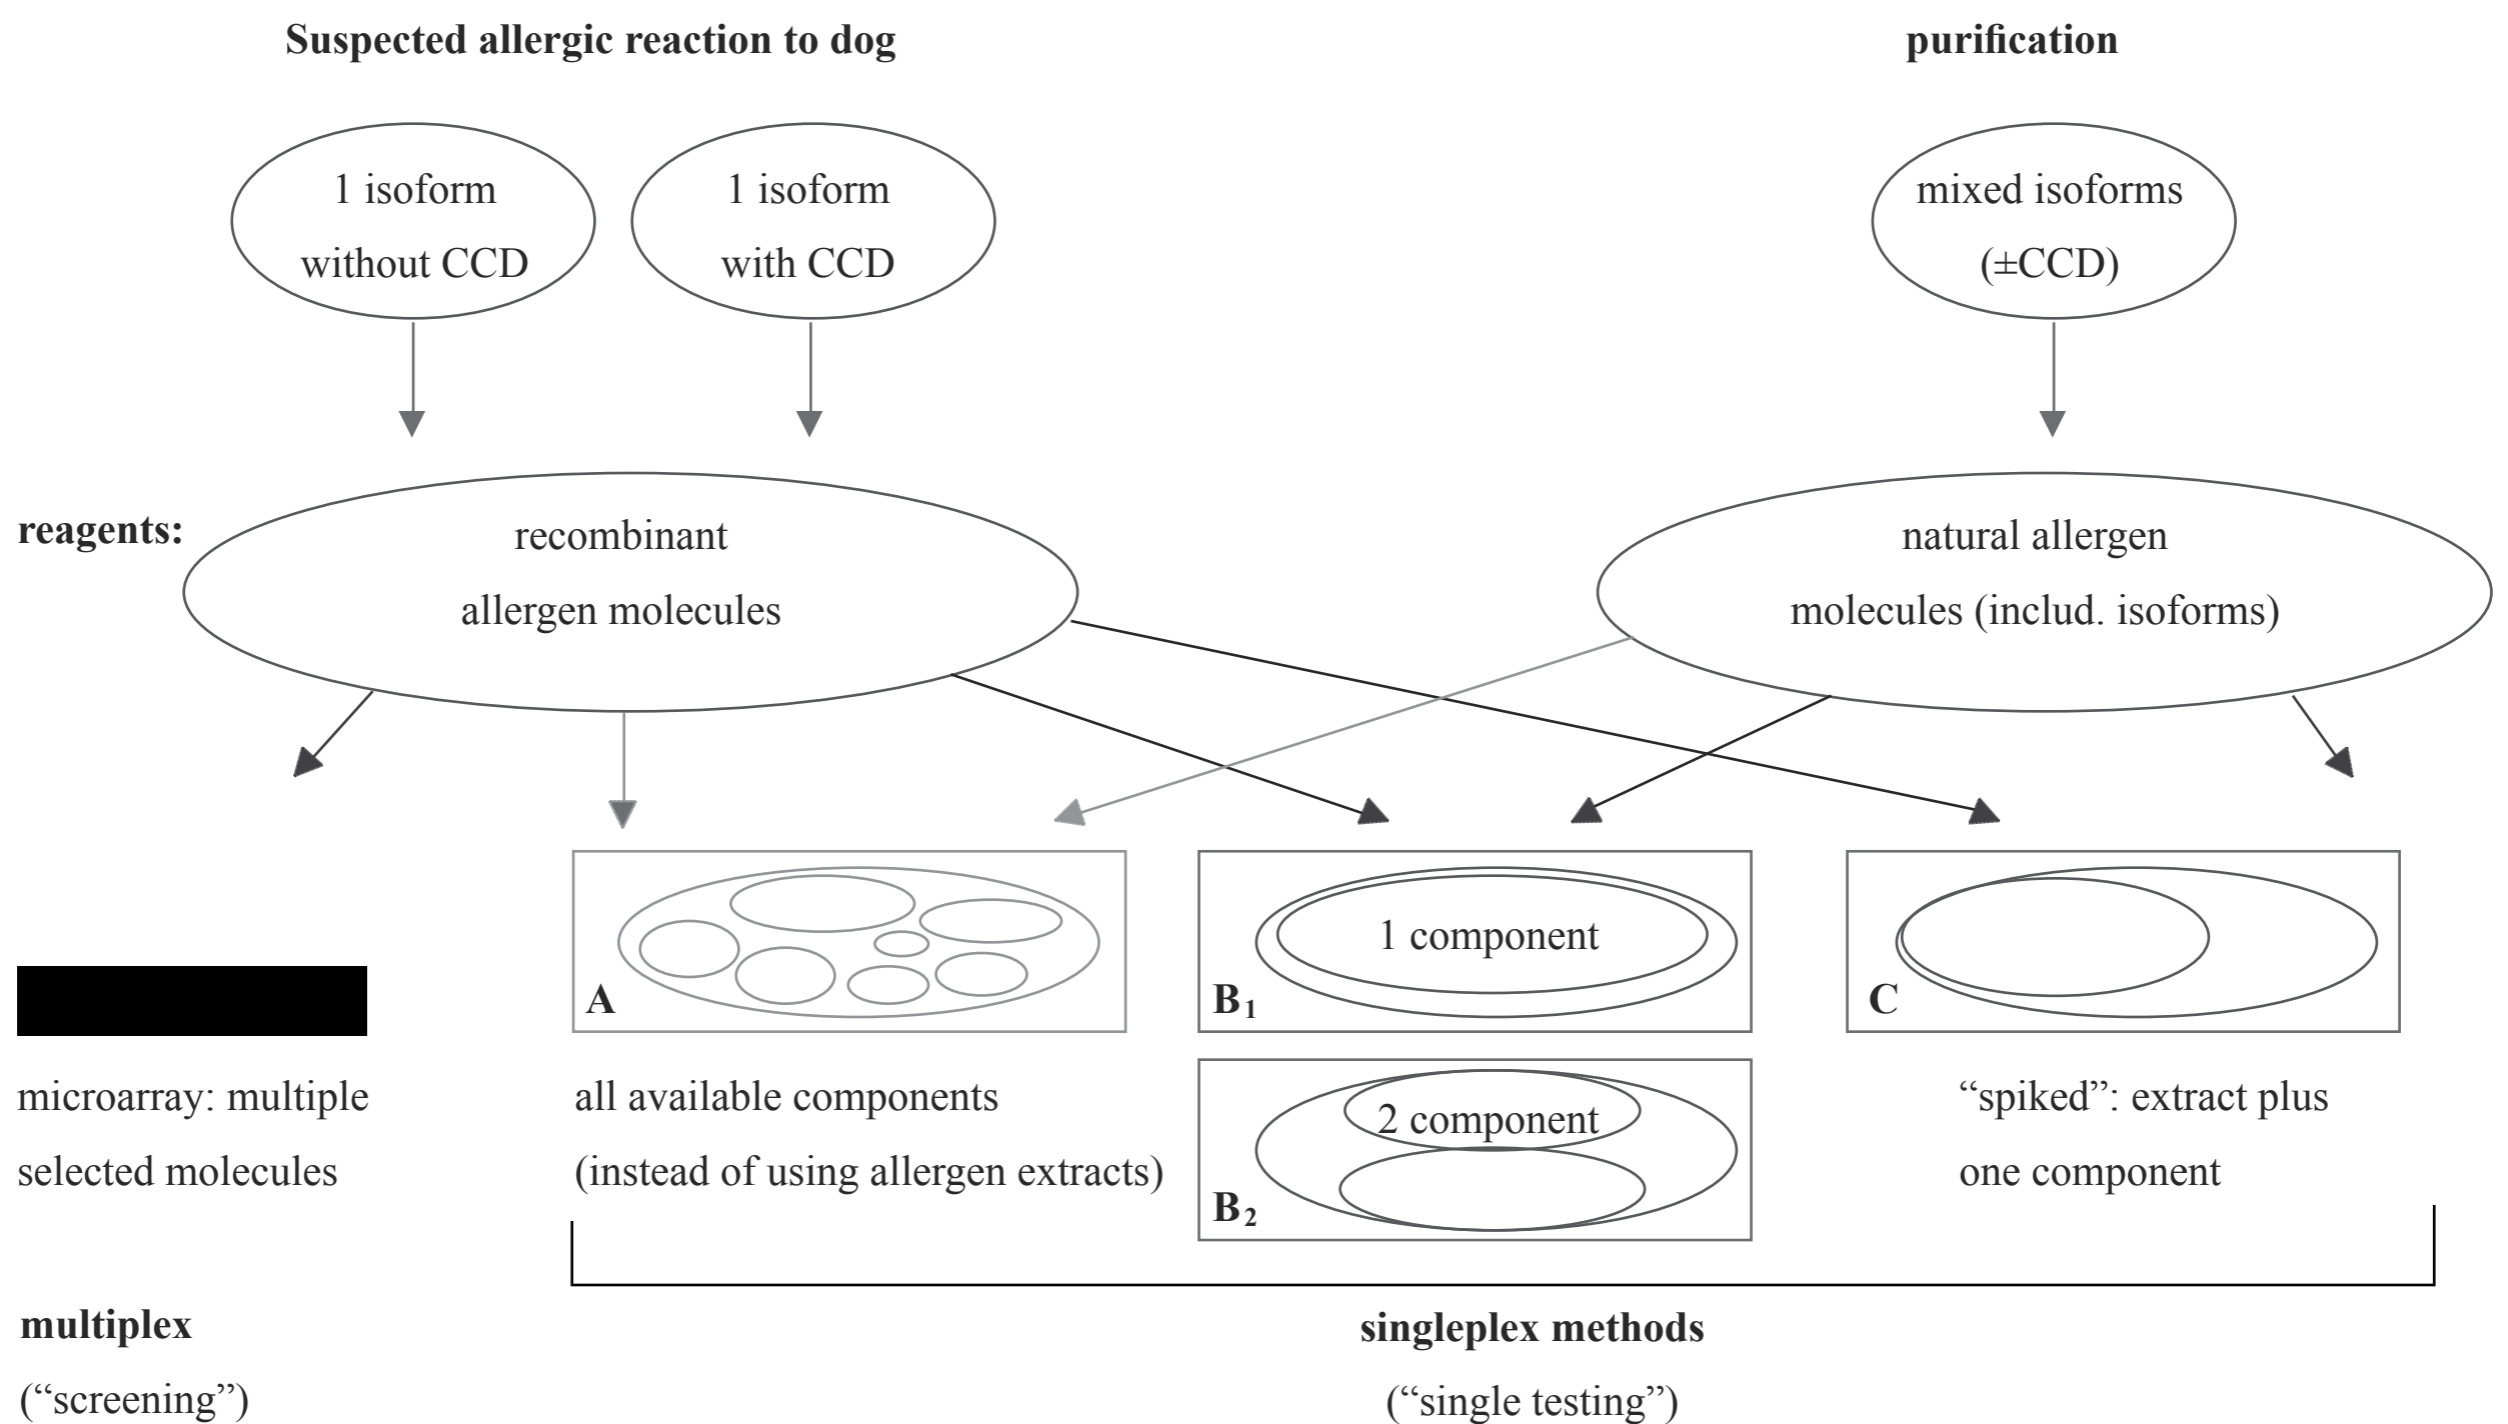 Suspected allergic reaction to dog
purification
1 isoform
without CCD
1 isoform
with CCD
mixed isoforms
(±CCD)
reagents:
recombinant
allergen molecules
natural allergen
molecules (includ. isoforms)
A
1 component
B1
C
microarray: multiple
selected molecules
all available components
(instead of using allergen extracts)
2 component
B2
“spiked”: extract plus
one component
multiplex
(“screening”)
singleplex methods
(“single testing”)